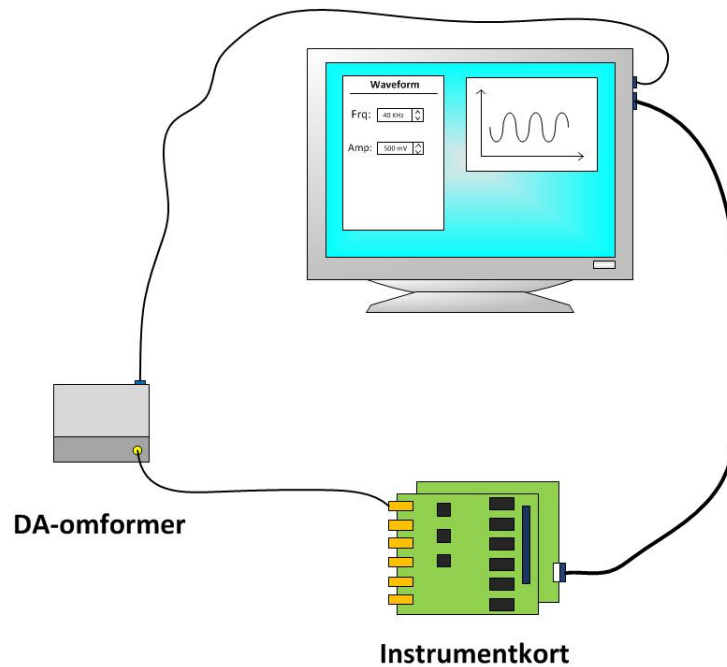 Waveform
Frq: 40 KHz
Amp: 500 mV
DA-omformer
Instrumentkort